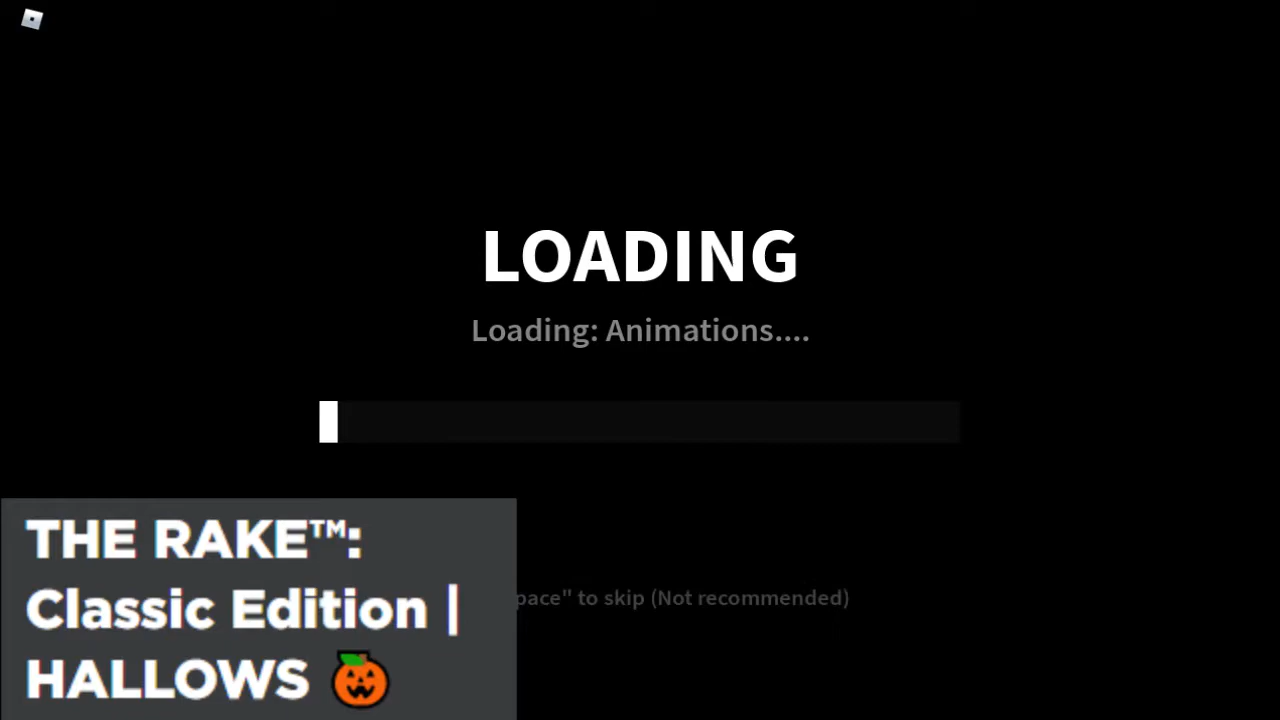 LOADING
Loading: Animations....
pace" to skip (Not recommended)
THE RAKE™:
Classic Edition |
HALLOWS 🎃